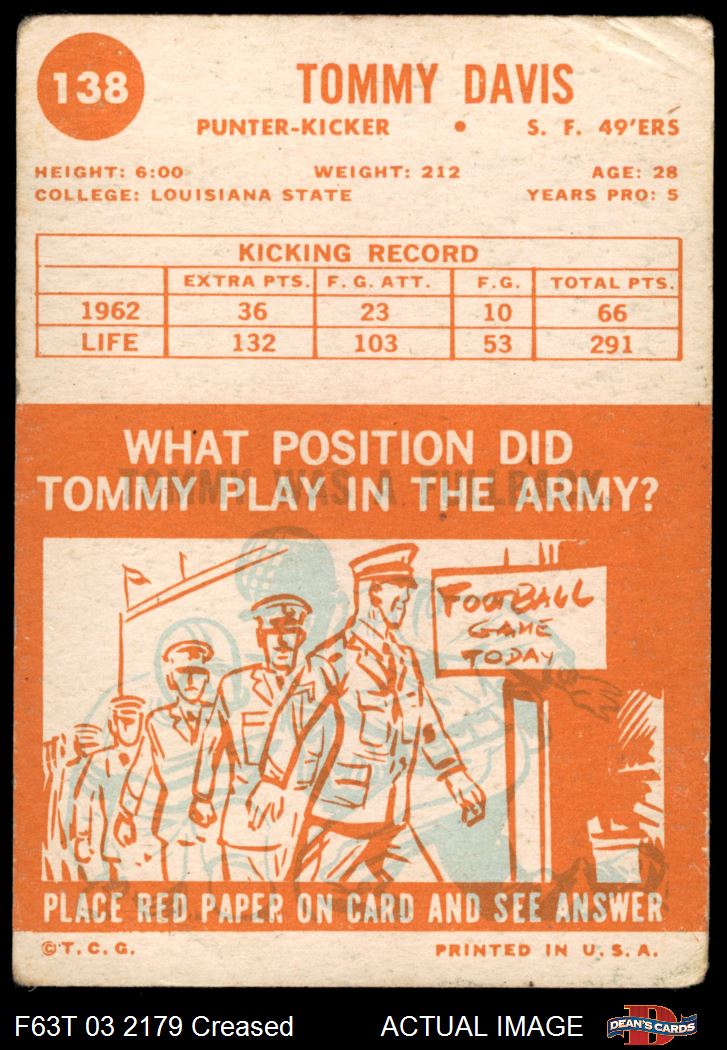 138
TOMMY DAVIS
PUNTER-KICKER • S. F. 49'ERS
HEIGHT: 6:00 WEIGHT: 212 AGE: 28
COLLEGE: LOUISIANA STATE YEARS PRO: 5
KICKING RECORD
EXTRA PTS. F. G. ATT. F.G. TOTAL PTS.
1962 36 23 10 66
LIFE 132 103 53 291
WHAT POSITION DID
TOMMY PLAY IN THE ARMY?
TOMMY WAS A FULLBACK.
FOOTBALL
GAME
TODAY
PLACE RED PAPER ON CARD AND SEE ANSWER
©T.C.G. PRINTED IN U.S.A.
F63T 03 2179 Creased ACTUAL IMAGE DEAN'S CARDS